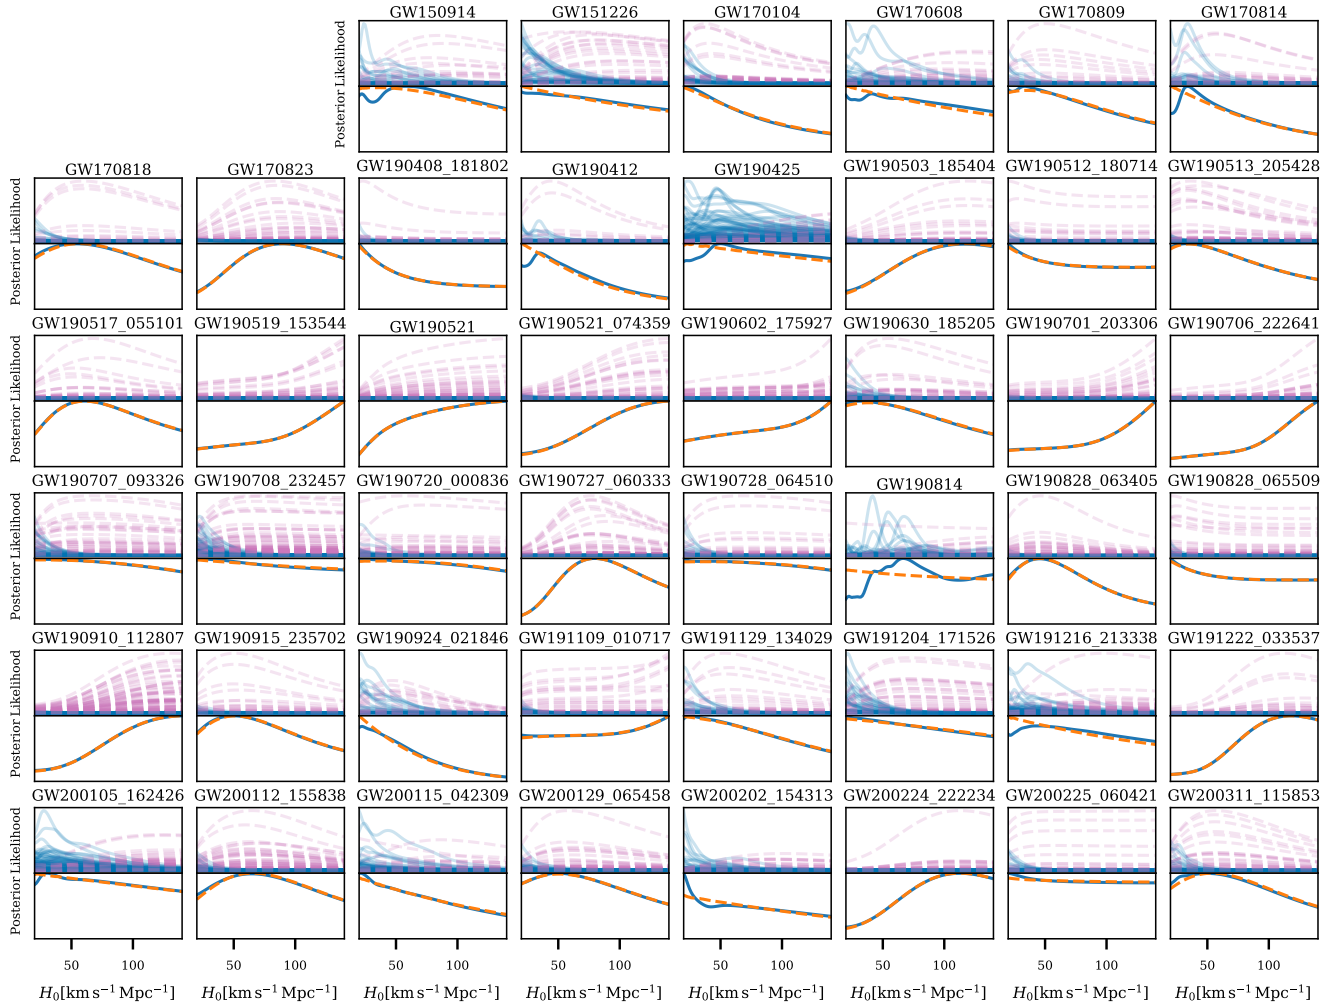 GW150914 GW151226 GW170104 GW170608 GW170809 GW170814
Posterior Likelihood
GW170818 GW170823 GW190408_181802 GW190412 GW190425 GW190503_185404 GW190512_180714 GW190513_205428
Posterior Likelihood
GW190517_055101 GW190519_153544 GW190521 GW190521_074359 GW190602_175927 GW190630_185205 GW190701_203306 GW190706_222641
Posterior Likelihood
GW190707_093326 GW190708_232457 GW190720_000836 GW190727_060333 GW190728_064510 GW190814 GW190828_063405 GW190828_065509
Posterior Likelihood
GW190910_112807 GW190915_235702 GW190924_021846 GW191109_010717 GW191129_134029 GW191204_171526 GW191216_213338 GW191222_033537
Posterior Likelihood
GW200105_162426 GW200112_155838 GW200115_042309 GW200129_065458 GW200202_154313 GW200224_222234 GW200225_060421 GW200311_115853
Posterior Likelihood
50 100 50 100 50 100 50 100 50 100 50 100 50 100 50 100
H₀[km s⁻¹ Mpc⁻¹] H₀[km s⁻¹ Mpc⁻¹] H₀[km s⁻¹ Mpc⁻¹] H₀[km s⁻¹ Mpc⁻¹] H₀[km s⁻¹ Mpc⁻¹] H₀[km s⁻¹ Mpc⁻¹] H₀[km s⁻¹ Mpc⁻¹] H₀[km s⁻¹ Mpc⁻¹]